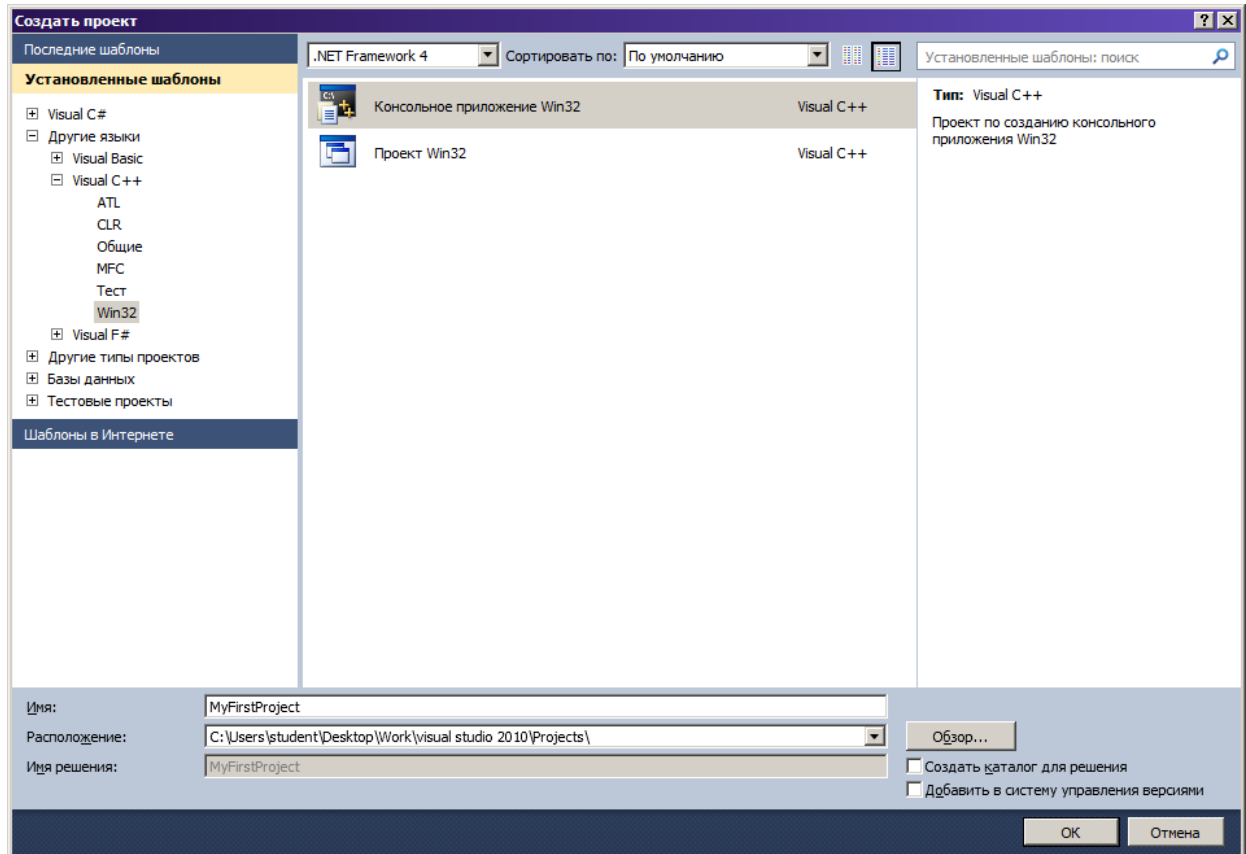 Создать проект
Последние шаблоны
Установленные шаблоны
Visual C#
Другие языки
Visual Basic
Visual C++
ATL
CLR
Общие
MFC
Тест
Win32
Visual F#
Другие типы проектов
Базы данных
Тестовые проекты
Шаблоны в Интернете
.NET Framework 4 Сортировать по: По умолчанию
Консольное приложение Win32 Visual C++
Проект Win32 Visual C++
Установленные шаблоны: поиск
Тип: Visual C++
Проект по созданию консольного
приложения Win32
Имя: MyFirstProject
Расположение: C:\Users\student\Desktop\Work\visual studio 2010\Projects\ Обзор...
Имя решения: MyFirstProject
Создать каталог для решения
Добавить в систему управления версиями
OK Отмена